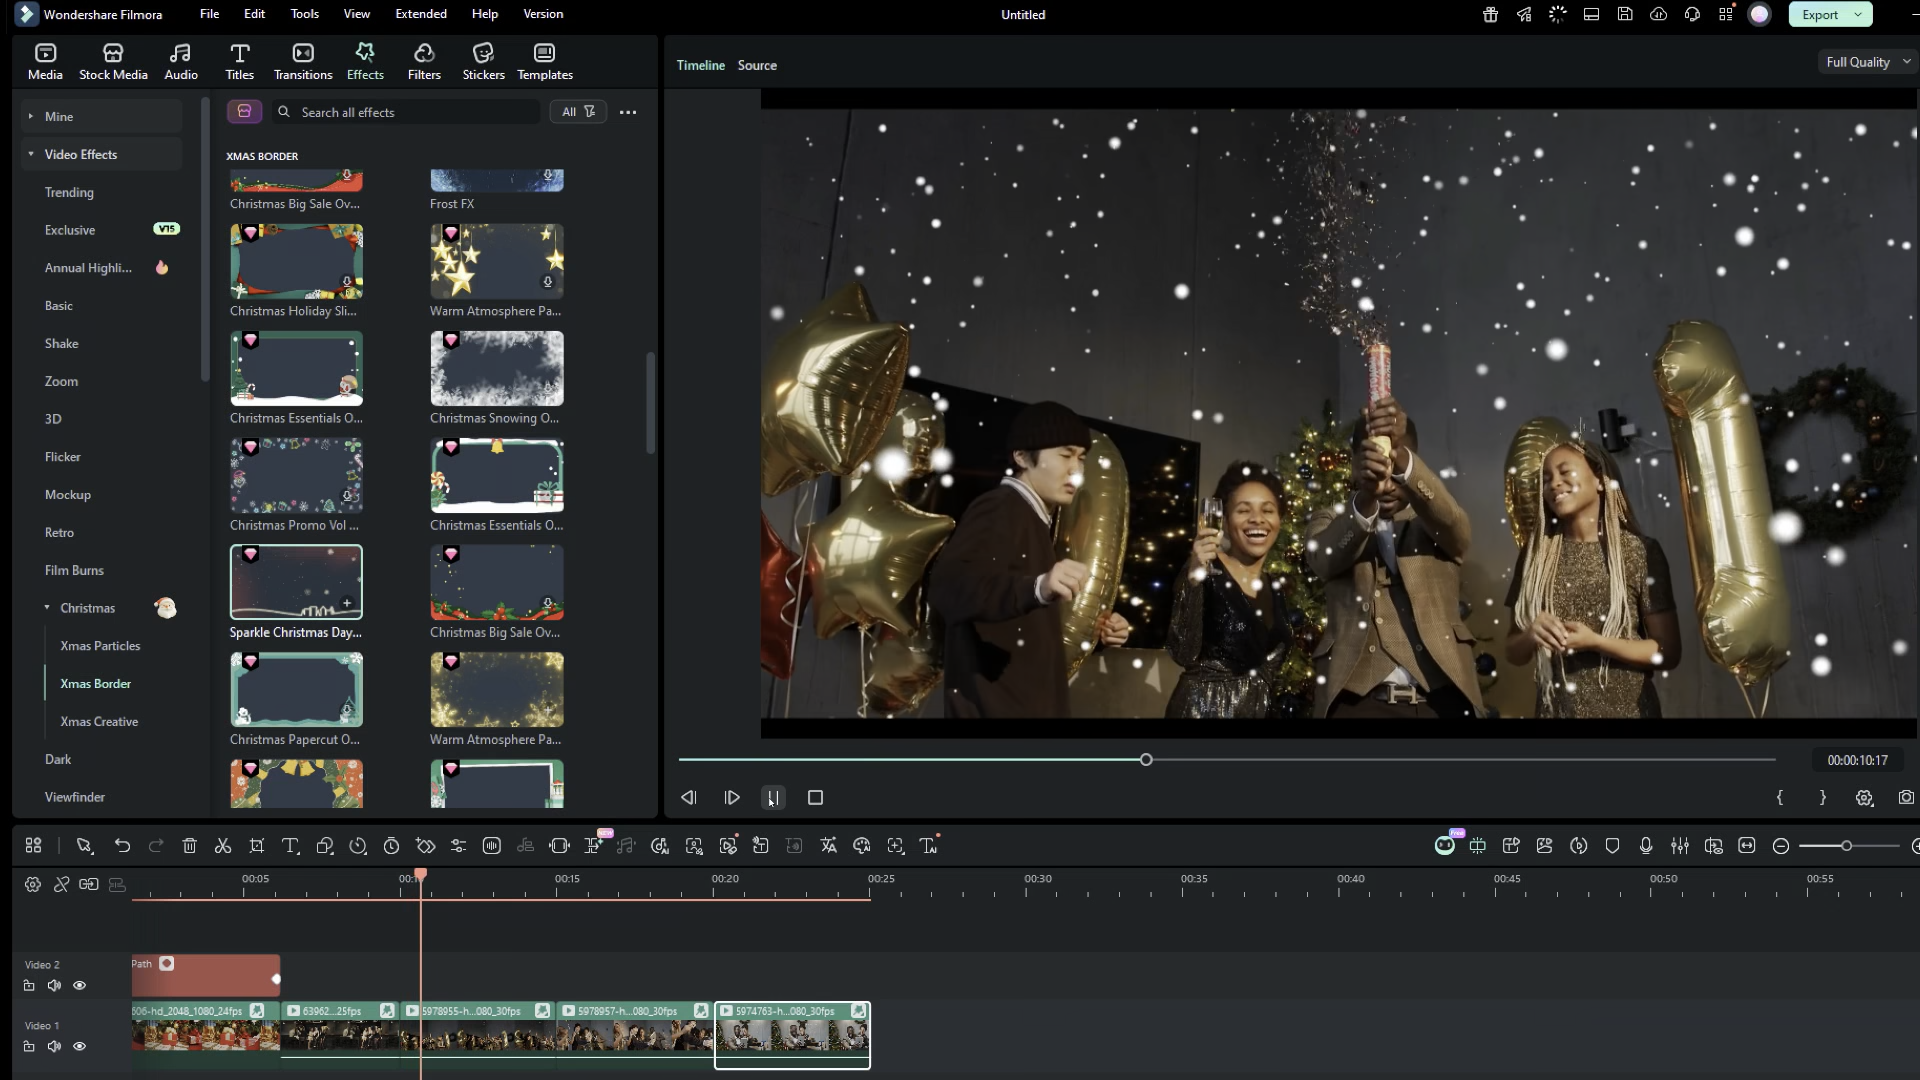 Wondershare Filmora File Edit Tools View Extended Help Version Untitled Export
Media Stock Media Audio Titles Transitions Effects Filters Stickers Templates
Timeline Source Full Quality
Mine
Video Effects
Trending
Exclusive V15
Annual Highli...
Basic
Shake
Zoom
3D
Flicker
Mockup
Retro
Film Burns
Christmas
Xmas Particles
Xmas Border
Xmas Creative
Dark
Viewfinder
Search all effects All
XMAS BORDER
Christmas Big Sale Ov... Frost FX
Christmas Holiday Sli... Warm Atmosphere Pa...
Christmas Essentials O... Christmas Snowing O...
Christmas Promo Vol ... Christmas Essentials O...
Sparkle Christmas Day... Christmas Big Sale Ov...
Christmas Papercut O... Warm Atmosphere Pa...
00:00:10:17
NEW Free
00:05 00:15 00:20 00:25 00:30 00:35 00:40 00:45 00:50 00:55
Video 2
Path
Video 1
606-hd_2048_1080_24fps 63962...25fps 5978955-h...080_30fps 5978957-h...080_30fps 5974763-h...080_30fps